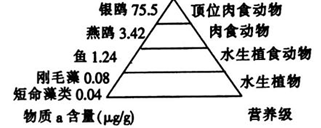 银鸥 75.5 顶位肉食动物
燕鸥 3.42 肉食动物
鱼 1.24 水生植食动物
刚毛藻 0.08 水生植物
短命藻类 0.04
物质 a 含量(μg/g) 营养级